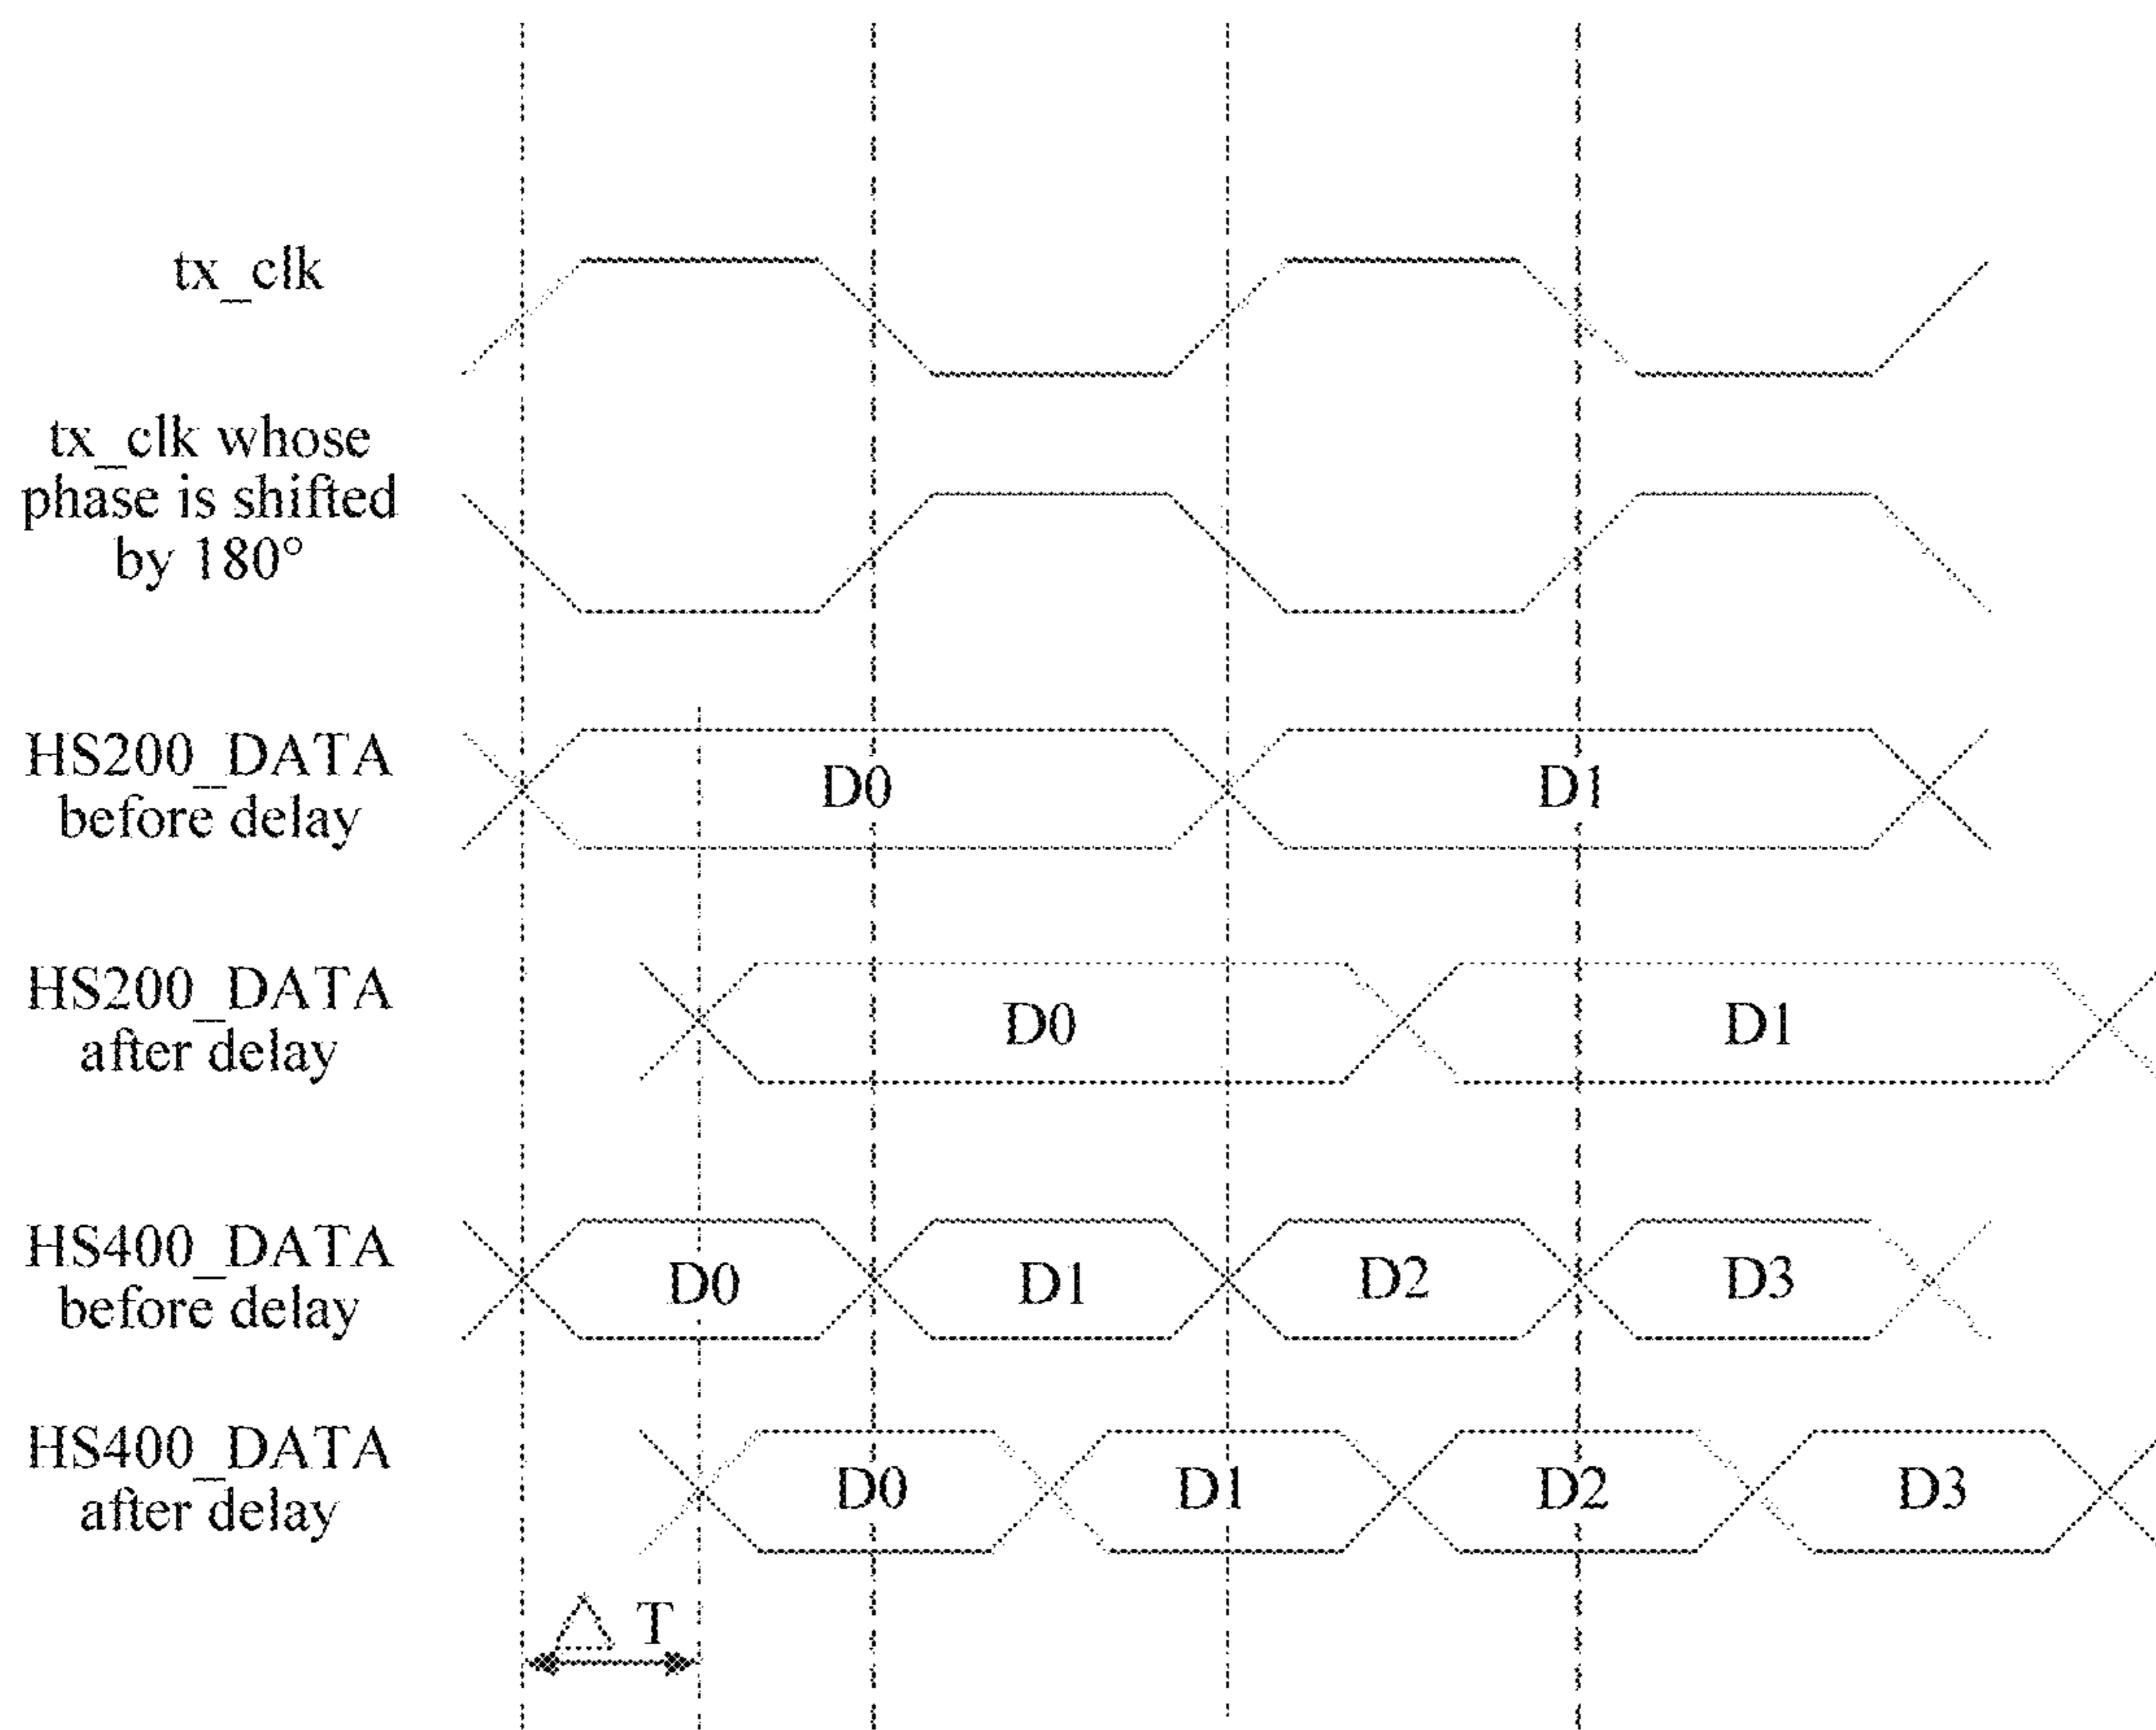 tx_clk
tx_clk whose
phase is shifted
by 180°
HS200_DATA
before delay
D0
D1
HS200_DATA
after delay
D0
D1
HS400_DATA
before delay
D0
D1
D2
D3
HS400_DATA
after delay
D0
D1
D2
D3
△ T